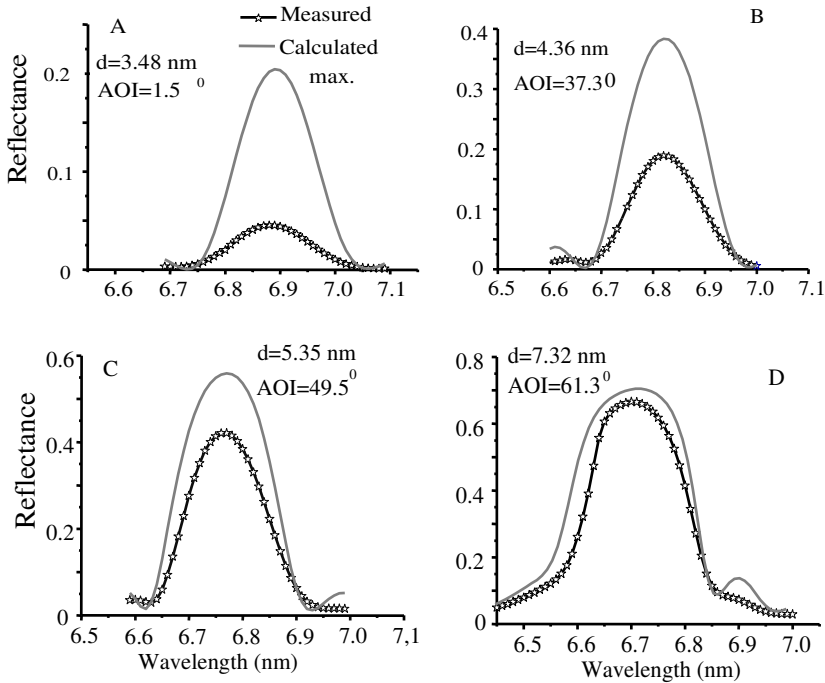 A
Measured
Calculated
max.
d=3.48 nm
AOI=1.5 0
Reflectance
0.2
0.1
0
6.6 6.7 6.8 6.9 7.0 7.1
B
d=4.36 nm
AOI=37.30
0.4
0.3
0.2
0.1
0
6.5 6.6 6.7 6.8 6.9 7.0 7.1
C
d=5.35 nm
AOI=49.5 0
Reflectance
0.6
0.4
0.2
0
6.5 6.6 6.7 6.8 6.9 7.0 7,1
Wavelength (nm)
D
d=7.32 nm
AOI=61.3 0
0.8
0.6
0.4
0.2
0
6.5 6.6 6.7 6.8 6.9 7.0
Wavelength (nm)